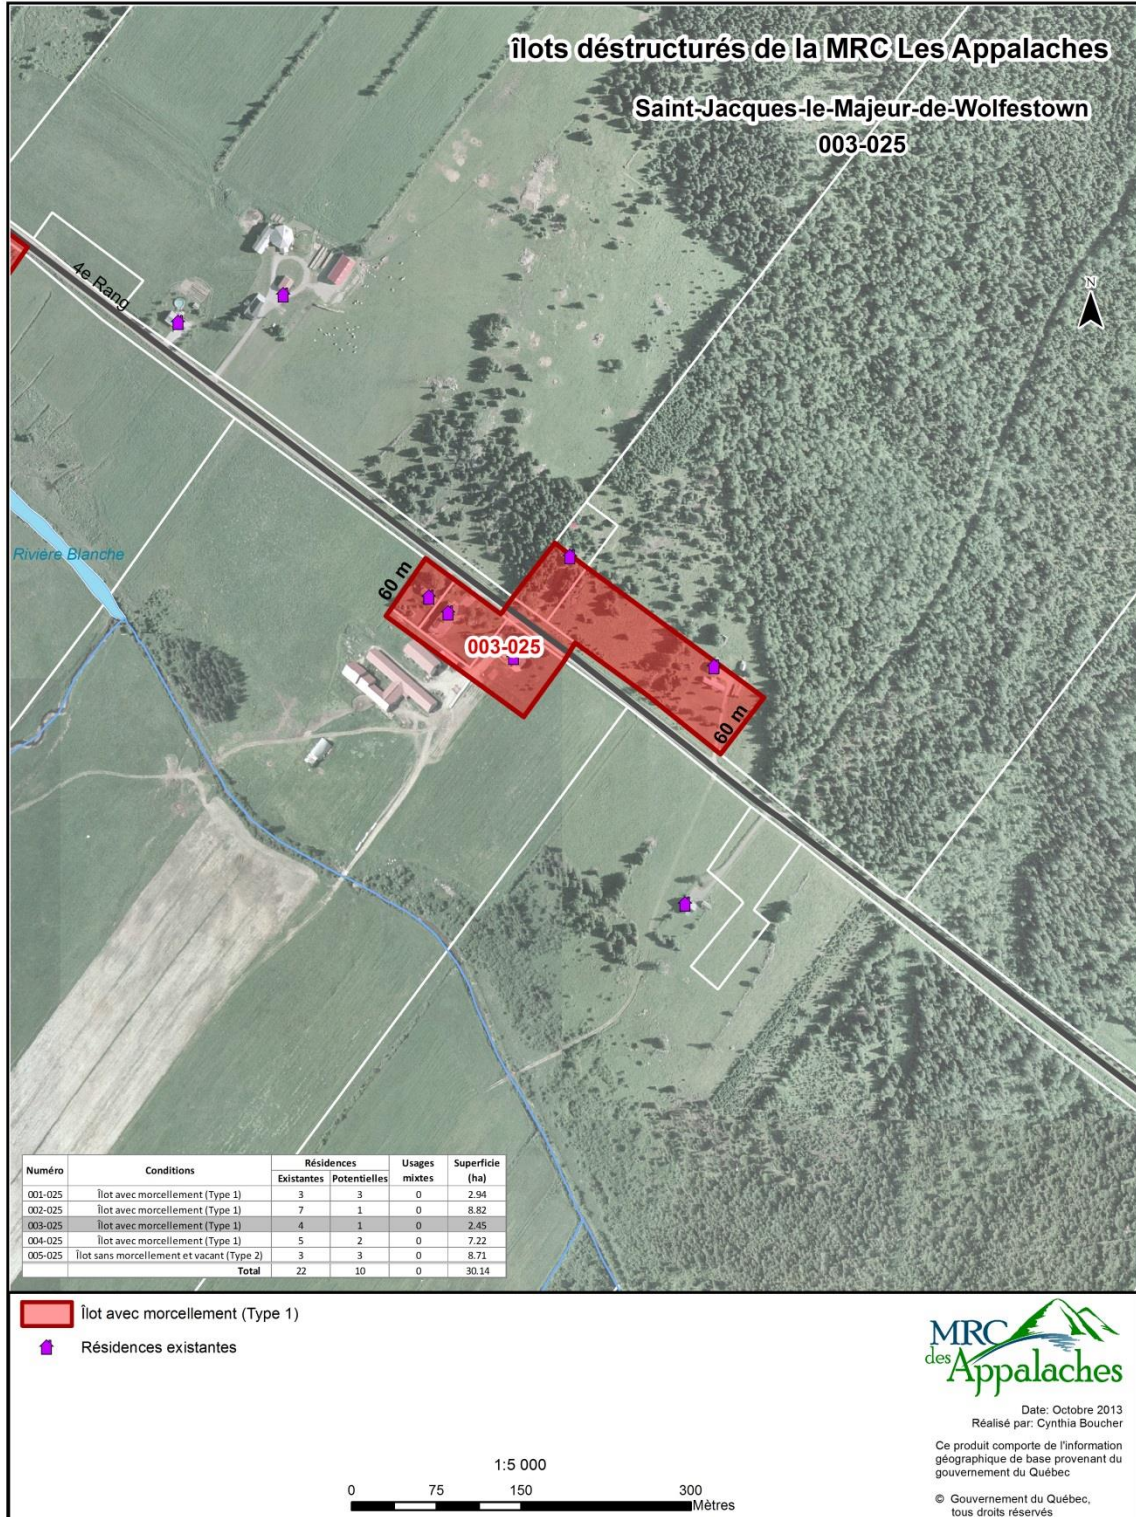 îlots déstructurés de la MRC Les Appalaches
Saint-Jacques-le-Majeur-de-Wolfestown
003-025
N
4e Rang
Rivière Blanche
60 m
003-025
60 m
Numéro Conditions Résidences Usages mixtes Superficie (ha)
Existantes Potentielles
001-025 Îlot avec morcellement (Type 1) 3 3 0 2.94
002-025 Îlot avec morcellement (Type 1) 7 1 0 8.82
003-025 Îlot avec morcellement (Type 1) 4 1 0 2.45
004-025 Îlot avec morcellement (Type 1) 5 2 0 7.22
005-025 Îlot sans morcellement et vacant (Type 2) 3 3 0 8.71
Total 22 10 0 30.14
Îlot avec morcellement (Type 1)
Résidences existantes
MRC
des Appalaches
Date: Octobre 2013
Réalisé par: Cynthia Boucher
Ce produit comporte de l'information
géographique de base provenant du
gouvernement du Québec
© Gouvernement du Québec,
tous droits réservés
1:5 000
0 75 150 300 Mètres